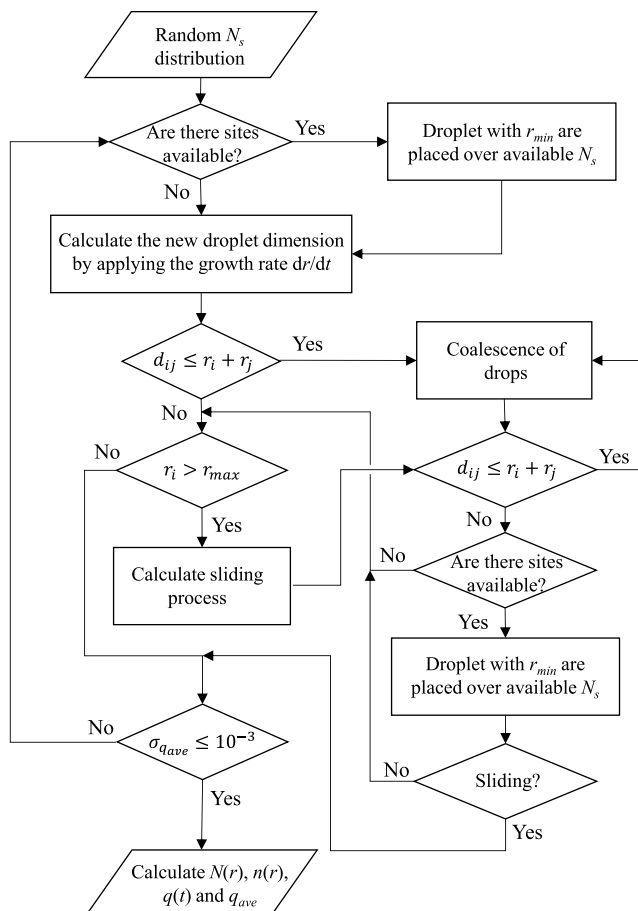 Random N_s
distribution
Are there sites
available?
Yes
No
Droplet with r_min are
placed over available N_s
Calculate the new droplet dimension
by applying the growth rate dr/dt
d_ij ≤ r_i + r_j
Yes
No
Coalescence of
drops
r_i > r_max
No
Yes
d_ij ≤ r_i + r_j
Yes
No
Calculate sliding
process
Are there sites
available?
No
Yes
Droplet with r_min are
placed over available N_s
σ_q_ave ≤ 10^-3
No
Yes
Sliding?
No
Yes
Calculate N(r), n(r),
q(t) and q_ave